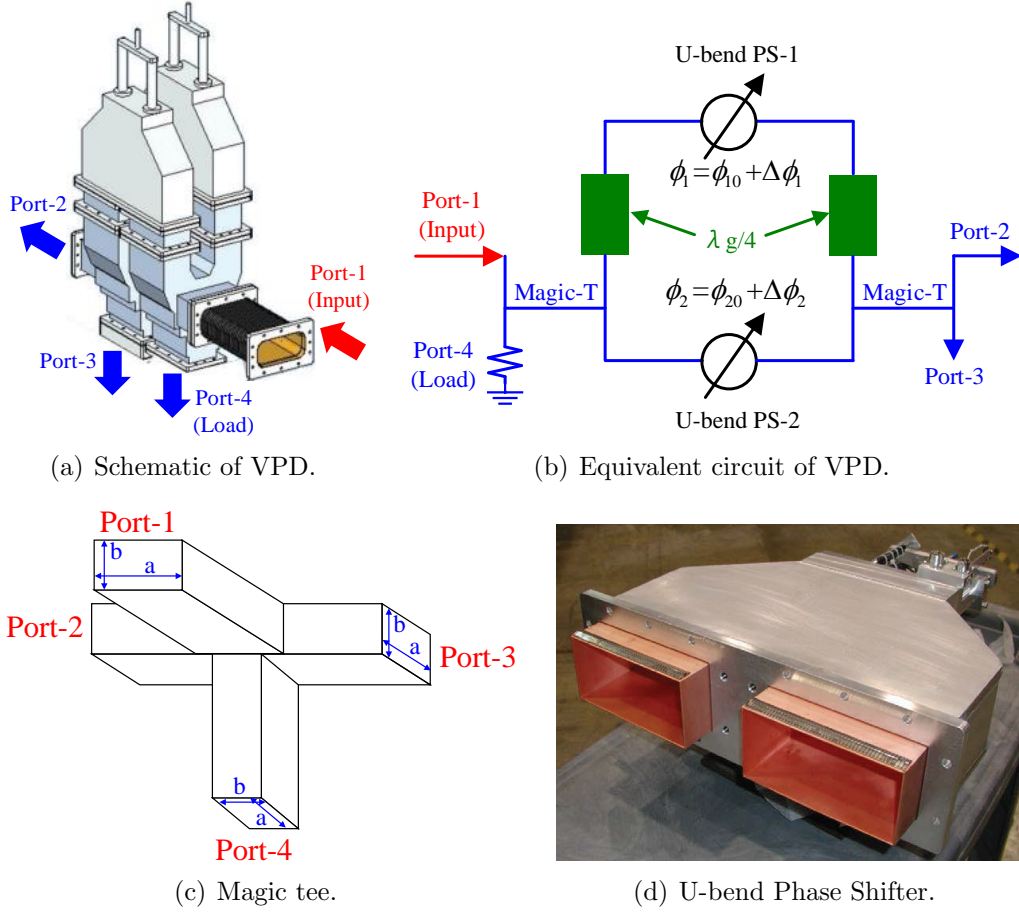 Port-2
Port-1
(Input)
Port-3
Port-4
(Load)
(a) Schematic of VPD.
U-bend PS-1
ϕ₁=ϕ₁₀+Δϕ₁
Port-1
(Input)
λ g/4
Port-2
Magic-T
ϕ₂=ϕ₂₀+Δϕ₂
Magic-T
Port-4
(Load)
Port-3
U-bend PS-2
(b) Equivalent circuit of VPD.
Port-1
b
a
Port-2
b
a
Port-3
b
a
Port-4
(c) Magic tee.
(d) U-bend Phase Shifter.